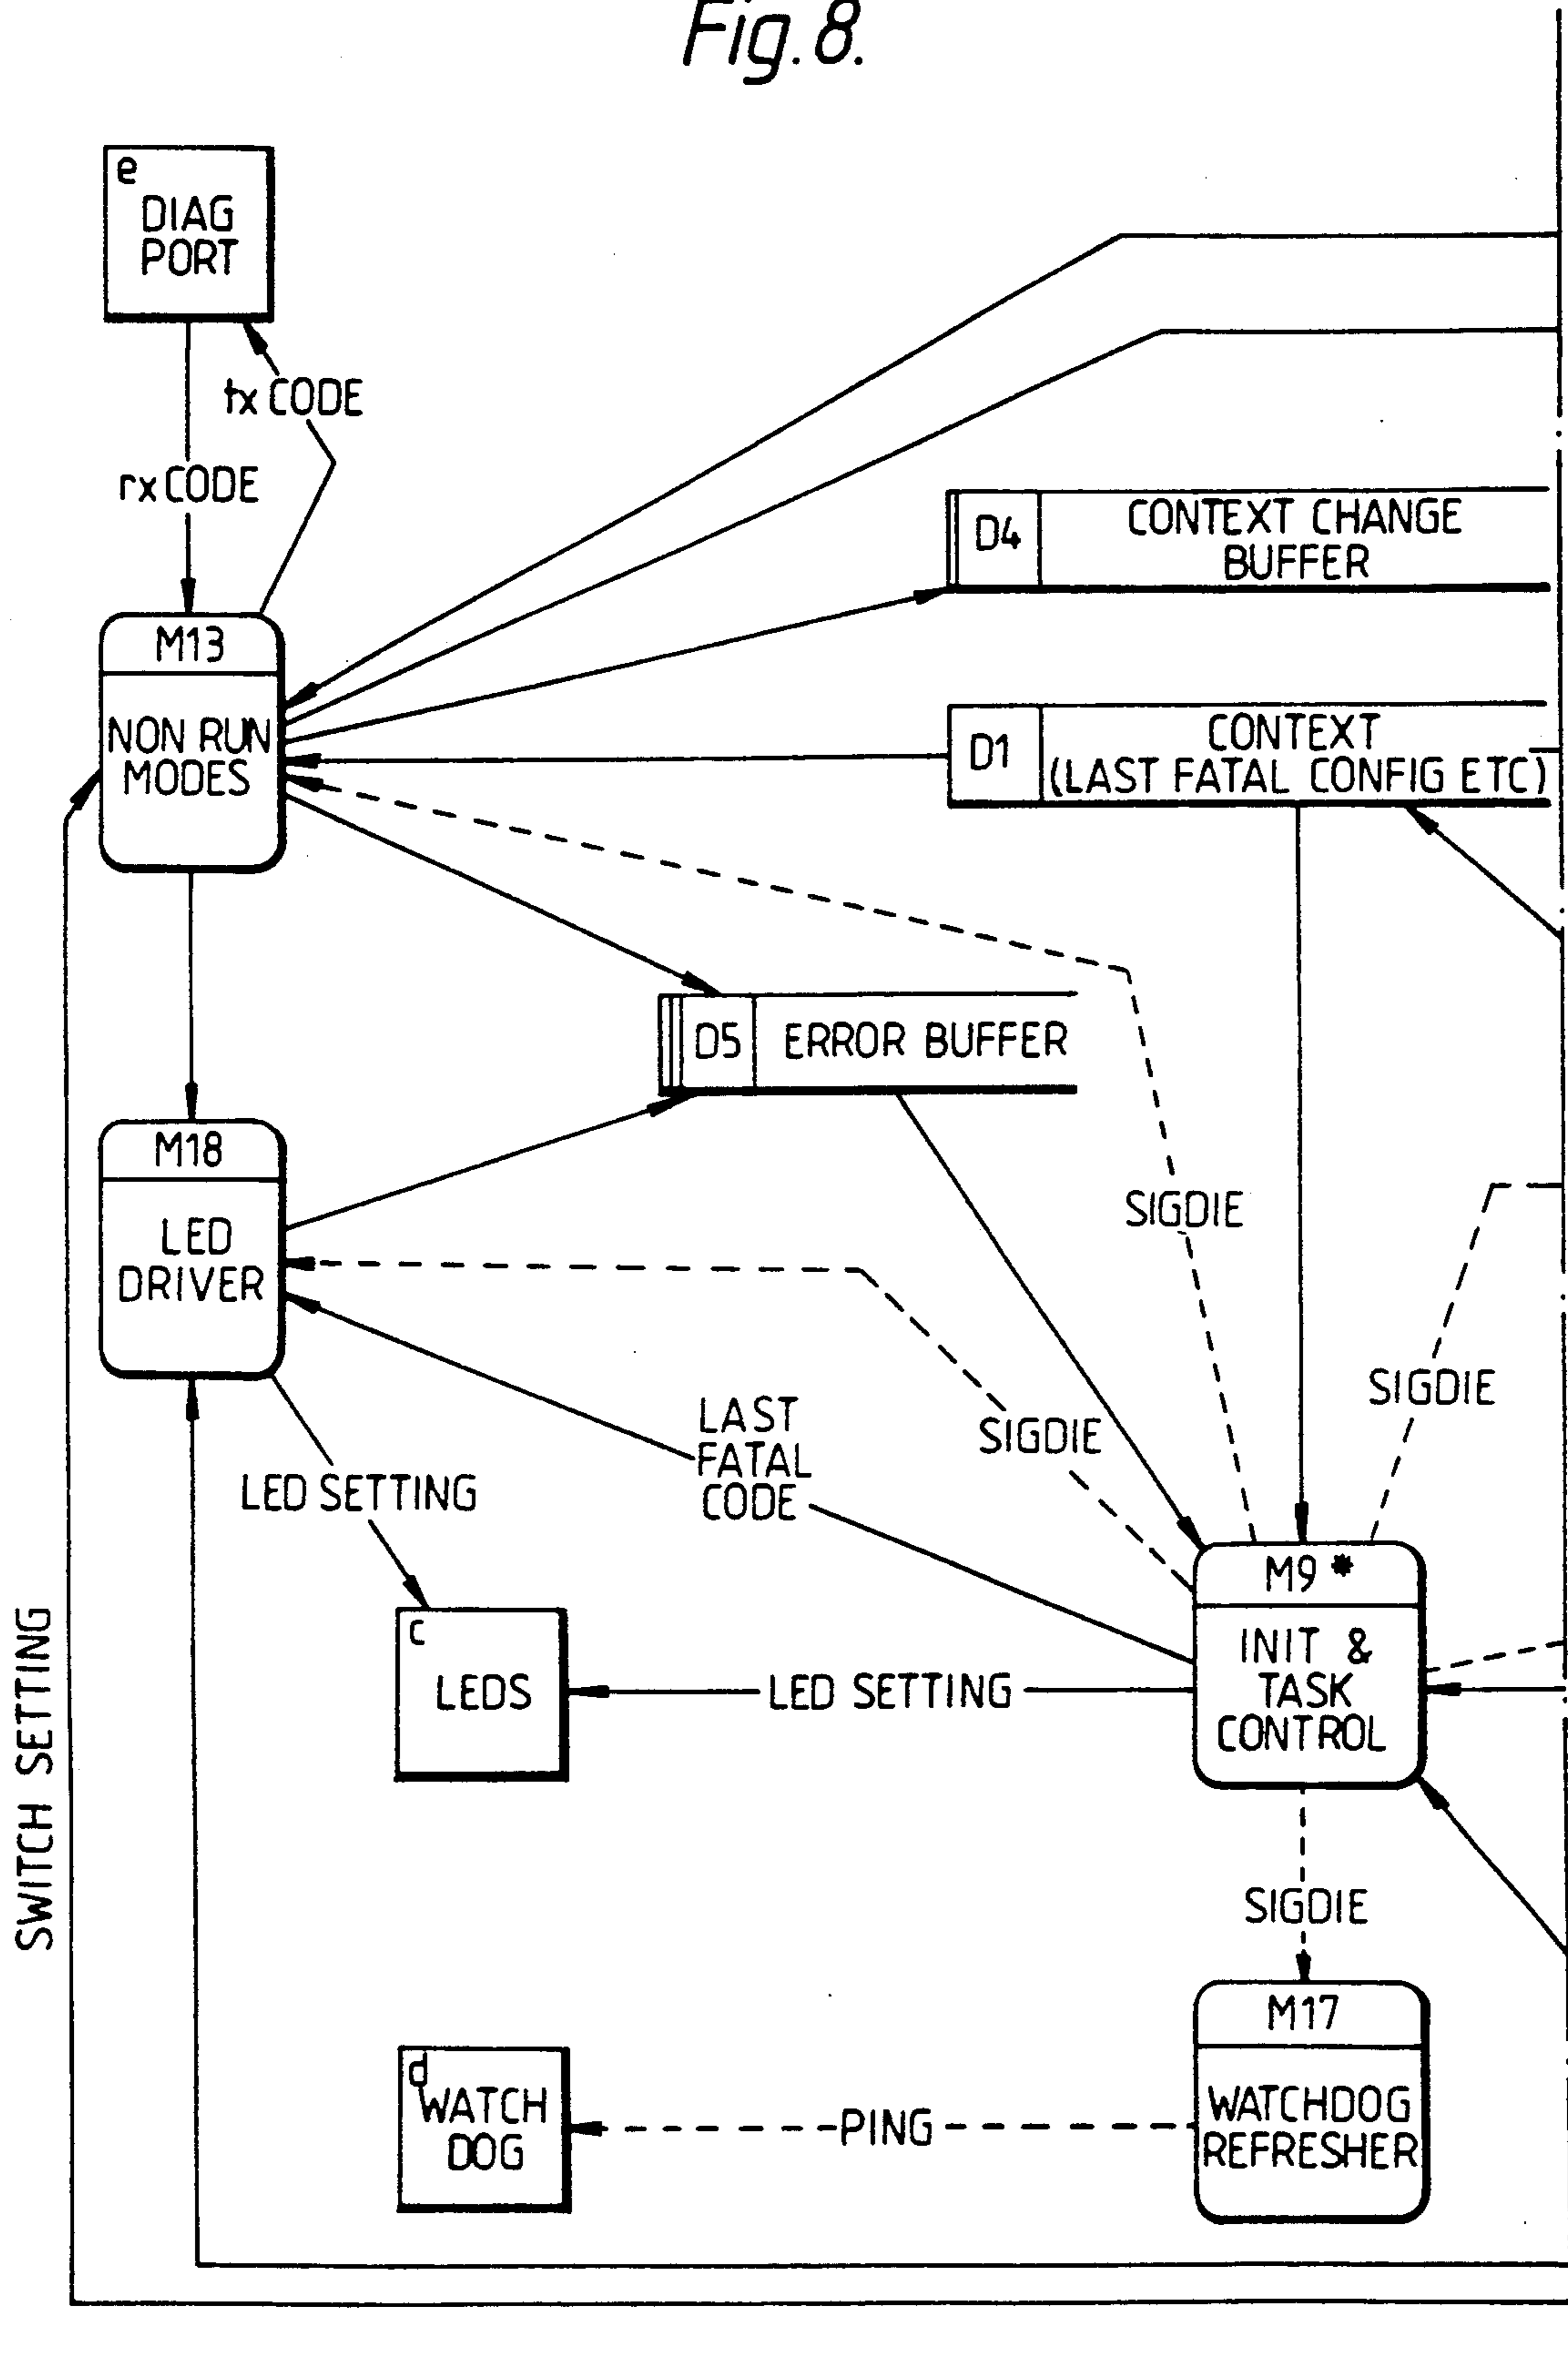 Fig. 8.
e
DIAG
PORT
tx CODE
rx CODE
D4
CONTEXT CHANGE
BUFFER
M13
NON RUN
MODES
D1
CONTEXT
(LAST FATAL CONFIG ETC)
D5
ERROR BUFFER
M18
LED
DRIVER
SIGDIE
SIGDIE
SIGDIE
LAST
FATAL
CODE
LED SETTING
M9 *
INIT &
TASK
CONTROL
c
LEDS
LED SETTING
SWITCH SETTING
SIGDIE
M17
WATCHDOG
REFRESHER
d
WATCH
DOG
PING